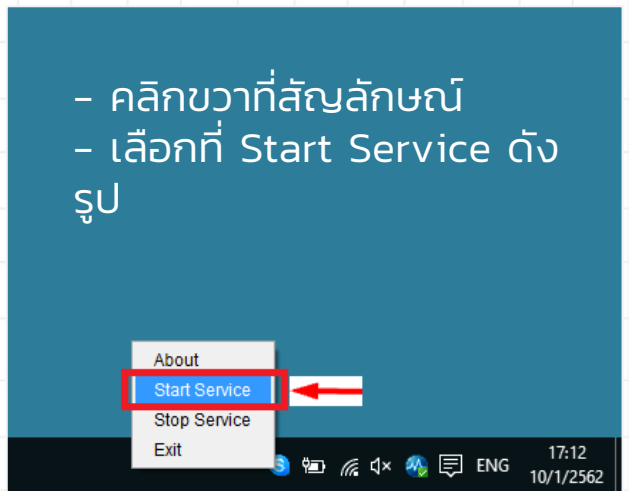 - คลิกขวาที่สัญลักษณ์
- เลือกที่ Start Service ดัง
รูป
About
Start Service
Stop Service
Exit
ENG
17:12
10/1/2562